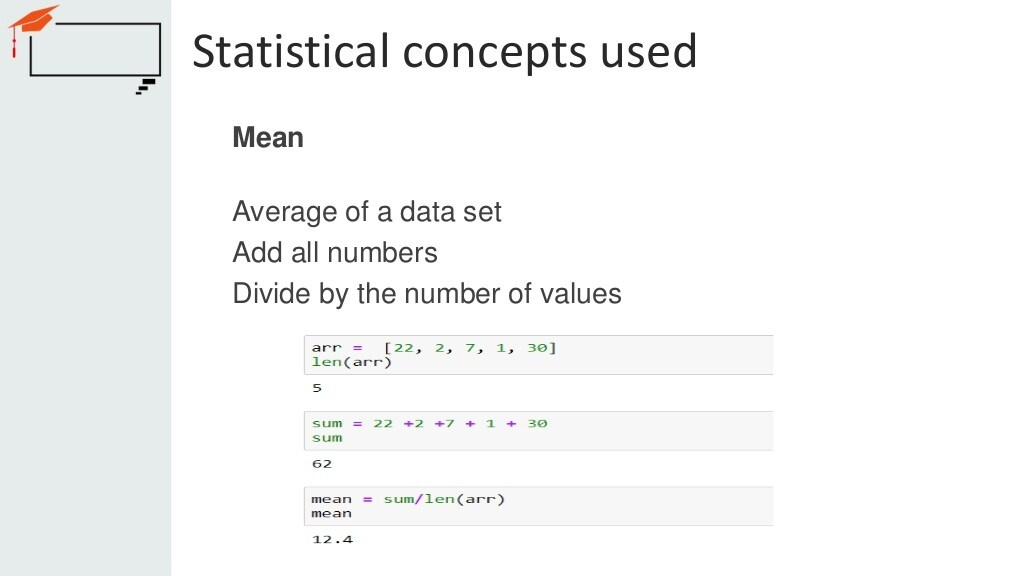 Statistical concepts used
Mean
Average of a data set
Add all numbers
Divide by the number of values
arr =  [22, 2, 7, 1, 30]
len(arr)
5
sum = 22 +2 +7 + 1 + 30
sum
62
mean = sum/len(arr)
mean
12.4